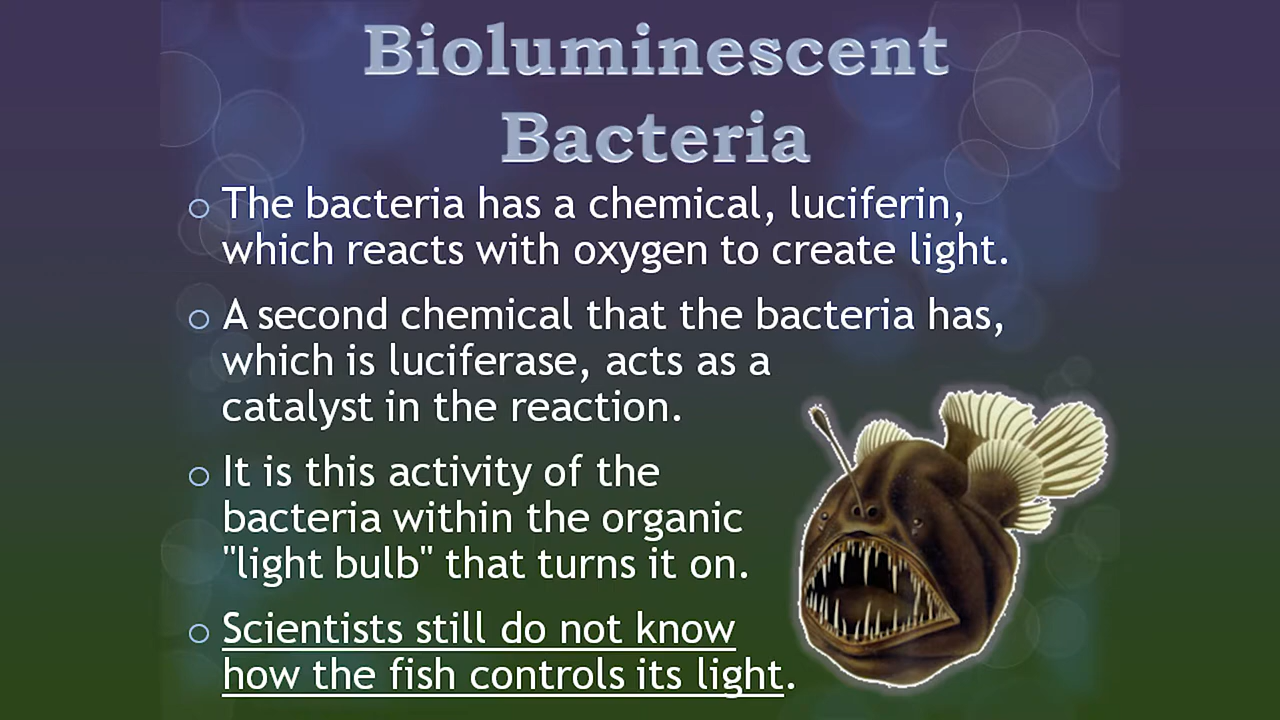 Bioluminescent
Bacteria
The bacteria has a chemical, luciferin,
which reacts with oxygen to create light.
A second chemical that the bacteria has,
which is luciferase, acts as a
catalyst in the reaction.
It is this activity of the
bacteria within the organic
"light bulb" that turns it on.
Scientists still do not know
how the fish controls its light.